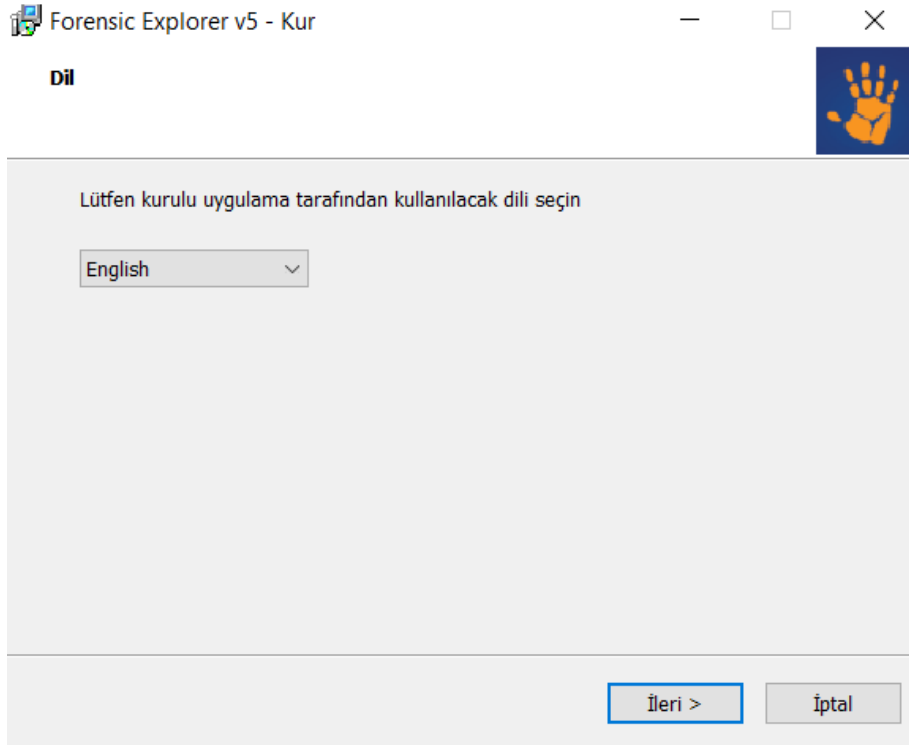 Forensic Explorer v5 - Kur
Dil
Lütfen kurulu uygulama tarafından kullanılacak dili seçin
English
İleri >
İptal